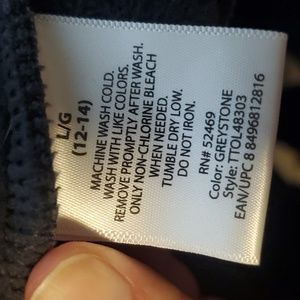 L/G
(12-14)
MACHINE WASH COLD.
WASH WITH LIKE COLORS.
REMOVE PROMPTLY AFTER WASH.
ONLY NON-CHLORINE BLEACH
WHEN NEEDED.
TUMBLE DRY LOW.
DO NOT IRON.
RN# 52469
Color: GREYSTONE
Style: TTOL48303
EAN/UPC 8 8496812816